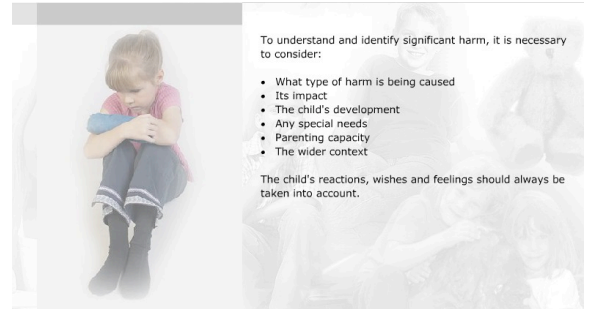 To understand and identify significant harm, it is necessary
to consider:
• What type of harm is being caused
• Its impact
• The child's development
• Any special needs
• Parenting capacity
• The wider context
The child's reactions, wishes and feelings should always be
taken into account.